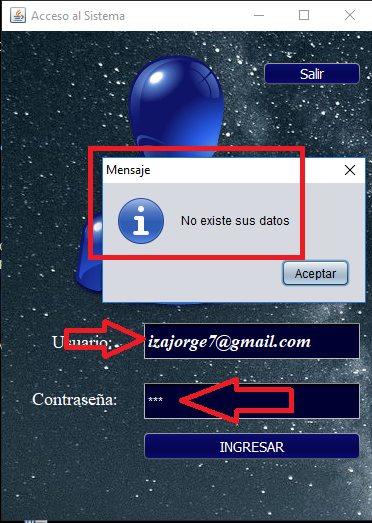 Acceso al Sistema
Salir
Mensaje
No existe sus datos
Aceptar
Usuario:
izajorge7@gmail.com
Contraseña:
***
INGRESAR